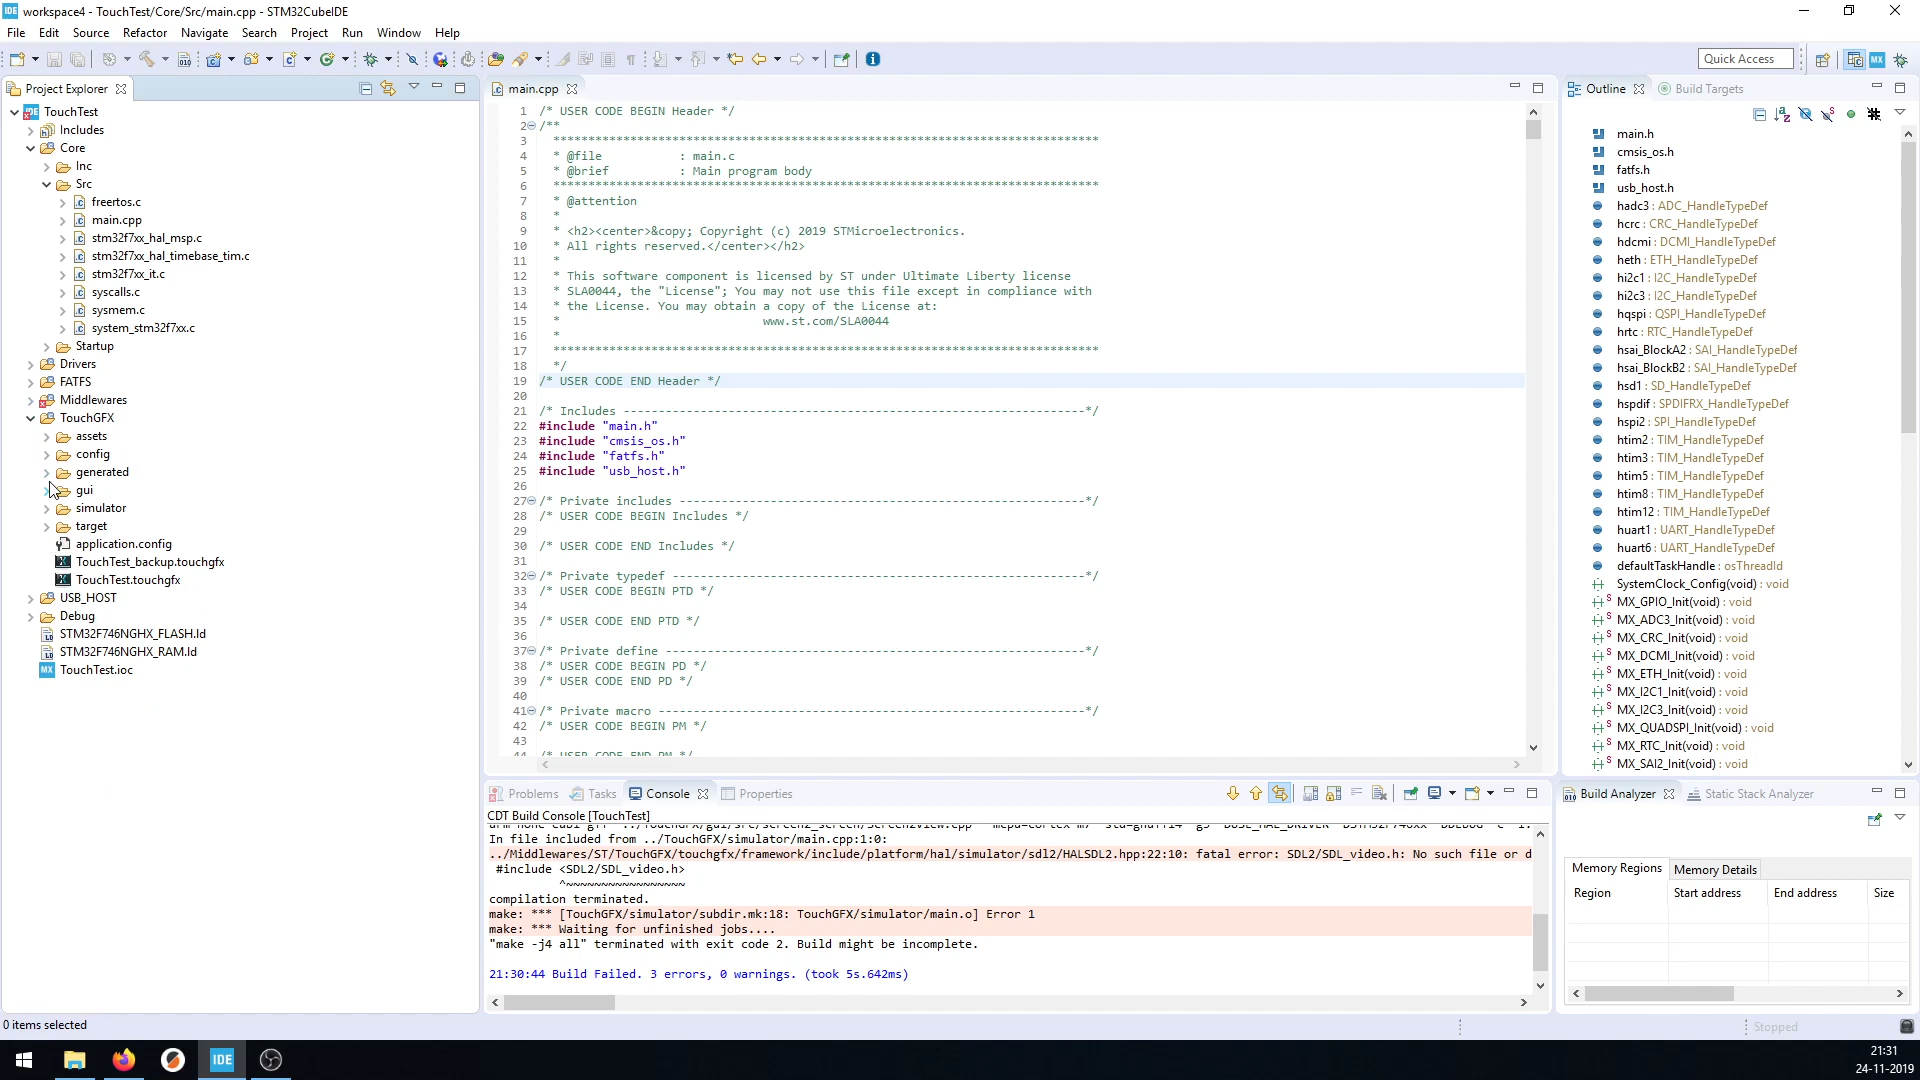 workspace4 - TouchTest/Core/Src/main.cpp - STM32CubeIDE
File Edit Source Refactor Navigate Search Project Run Window Help
Quick Access
Project Explorer
TouchTest
Includes
Core
Inc
Src
freertos.c
main.cpp
stm32f7xx_hal_msp.c
stm32f7xx_hal_timebase_tim.c
stm32f7xx_it.c
syscalls.c
sysmem.c
system_stm32f7xx.c
Startup
Drivers
FATFS
Middlewares
TouchGFX
assets
config
generated
gui
simulator
target
application.config
TouchTest_backup.touchgfx
TouchTest.touchgfx
USB_HOST
Debug
STM32F746NGHX_FLASH.ld
STM32F746NGHX_RAM.ld
TouchTest.ioc
main.cpp
1 /* USER CODE BEGIN Header */
2 /**
3 ******************************************************************************
4 * @file : main.c
5 * @brief : Main program body
6 ******************************************************************************
7 * @attention
8 *
9 * <h2><center>&copy; Copyright (c) 2019 STMicroelectronics.
10 * All rights reserved.</center></h2>
11 *
12 * This software component is licensed by ST under Ultimate Liberty license
13 * SLA0044, the "License"; You may not use this file except in compliance with
14 * the License. You may obtain a copy of the License at:
15 * www.st.com/SLA0044
16 *
17 ******************************************************************************
18 */
19 /* USER CODE END Header */
20
21 /* Includes ------------------------------------------------------------------*/
22 #include "main.h"
23 #include "cmsis_os.h"
24 #include "fatfs.h"
25 #include "usb_host.h"
26
27 /* Private includes ----------------------------------------------------------*/
28 /* USER CODE BEGIN Includes */
29
30 /* USER CODE END Includes */
31
32 /* Private typedef -----------------------------------------------------------*/
33 /* USER CODE BEGIN PTD */
34
35 /* USER CODE END PTD */
36
37 /* Private define ------------------------------------------------------------*/
38 /* USER CODE BEGIN PD */
39 /* USER CODE END PD */
40
41 /* Private macro -------------------------------------------------------------*/
42 /* USER CODE BEGIN PM */
43
44 /* USER CODE END PM */
Outline Build Targets
main.h
cmsis_os.h
fatfs.h
usb_host.h
hadc3 : ADC_HandleTypeDef
hcrc : CRC_HandleTypeDef
hdcmi : DCMI_HandleTypeDef
heth : ETH_HandleTypeDef
hi2c1 : I2C_HandleTypeDef
hi2c3 : I2C_HandleTypeDef
hqspi : QSPI_HandleTypeDef
hrtc : RTC_HandleTypeDef
hsai_BlockA2 : SAI_HandleTypeDef
hsai_BlockB2 : SAI_HandleTypeDef
hsd1 : SD_HandleTypeDef
hspdif : SPDIFRX_HandleTypeDef
hspi2 : SPI_HandleTypeDef
htim2 : TIM_HandleTypeDef
htim3 : TIM_HandleTypeDef
htim5 : TIM_HandleTypeDef
htim8 : TIM_HandleTypeDef
htim12 : TIM_HandleTypeDef
huart1 : UART_HandleTypeDef
huart6 : UART_HandleTypeDef
defaultTaskHandle : osThreadId
SystemClock_Config(void) : void
MX_GPIO_Init(void) : void
MX_ADC3_Init(void) : void
MX_CRC_Init(void) : void
MX_DCMI_Init(void) : void
MX_ETH_Init(void) : void
MX_I2C1_Init(void) : void
MX_I2C3_Init(void) : void
MX_QUADSPI_Init(void) : void
MX_RTC_Init(void) : void
MX_SAI2_Init(void) : void
Problems Tasks Console Properties
CDT Build Console [TouchTest]
In file included from ../TouchGFX/simulator/main.cpp:1:0:
../Middlewares/ST/TouchGFX/touchgfx/framework/include/platform/hal/simulator/sdl2/HALSDL2.hpp:22:10: fatal error: SDL2/SDL_video.h: No such file or d
#include <SDL2/SDL_video.h>
^~~~~~~~~~~~~~~~~~
compilation terminated.
make: *** [TouchGFX/simulator/subdir.mk:18: TouchGFX/simulator/main.o] Error 1
make: *** Waiting for unfinished jobs....
"make -j4 all" terminated with exit code 2. Build might be incomplete.
21:30:44 Build Failed. 3 errors, 0 warnings. (took 5s.642ms)
Build Analyzer Static Stack Analyzer
Memory Regions Memory Details
Region Start address End address Size
0 items selected
Stopped
IDE
21:31
24-11-2019